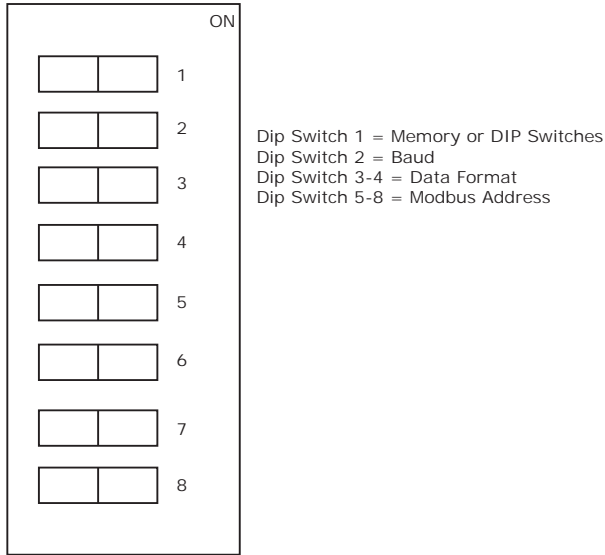 ON
1
2
3
4
5
6
7
8
Dip Switch 1 = Memory or DIP Switches
Dip Switch 2 = Baud
Dip Switch 3-4 = Data Format
Dip Switch 5-8 = Modbus Address